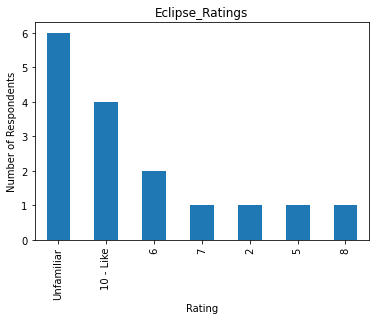 Eclipse_Ratings
Number of Respondents
6
5
4
3
2
1
0
Unfamiliar
10 - Like
6
7
2
5
8
Rating